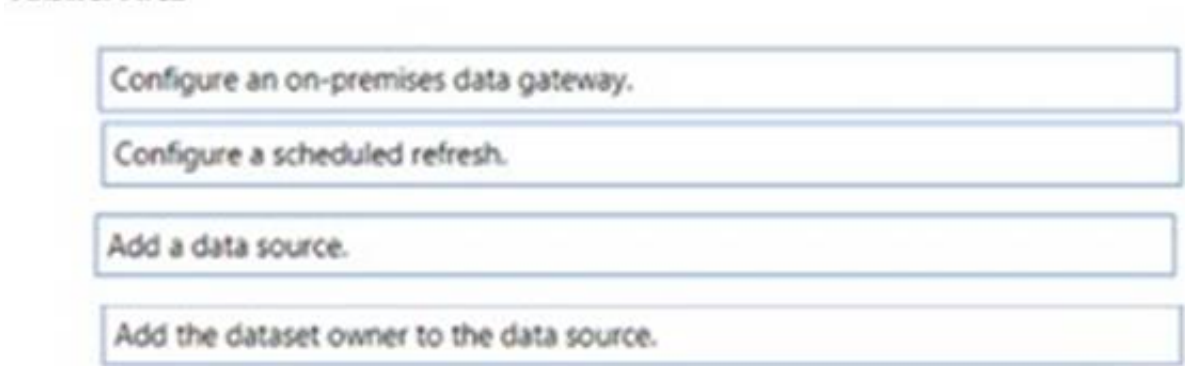 Configure an on-premises data gateway.
Configure a scheduled refresh.
Add a data source.
Add the dataset owner to the data source.